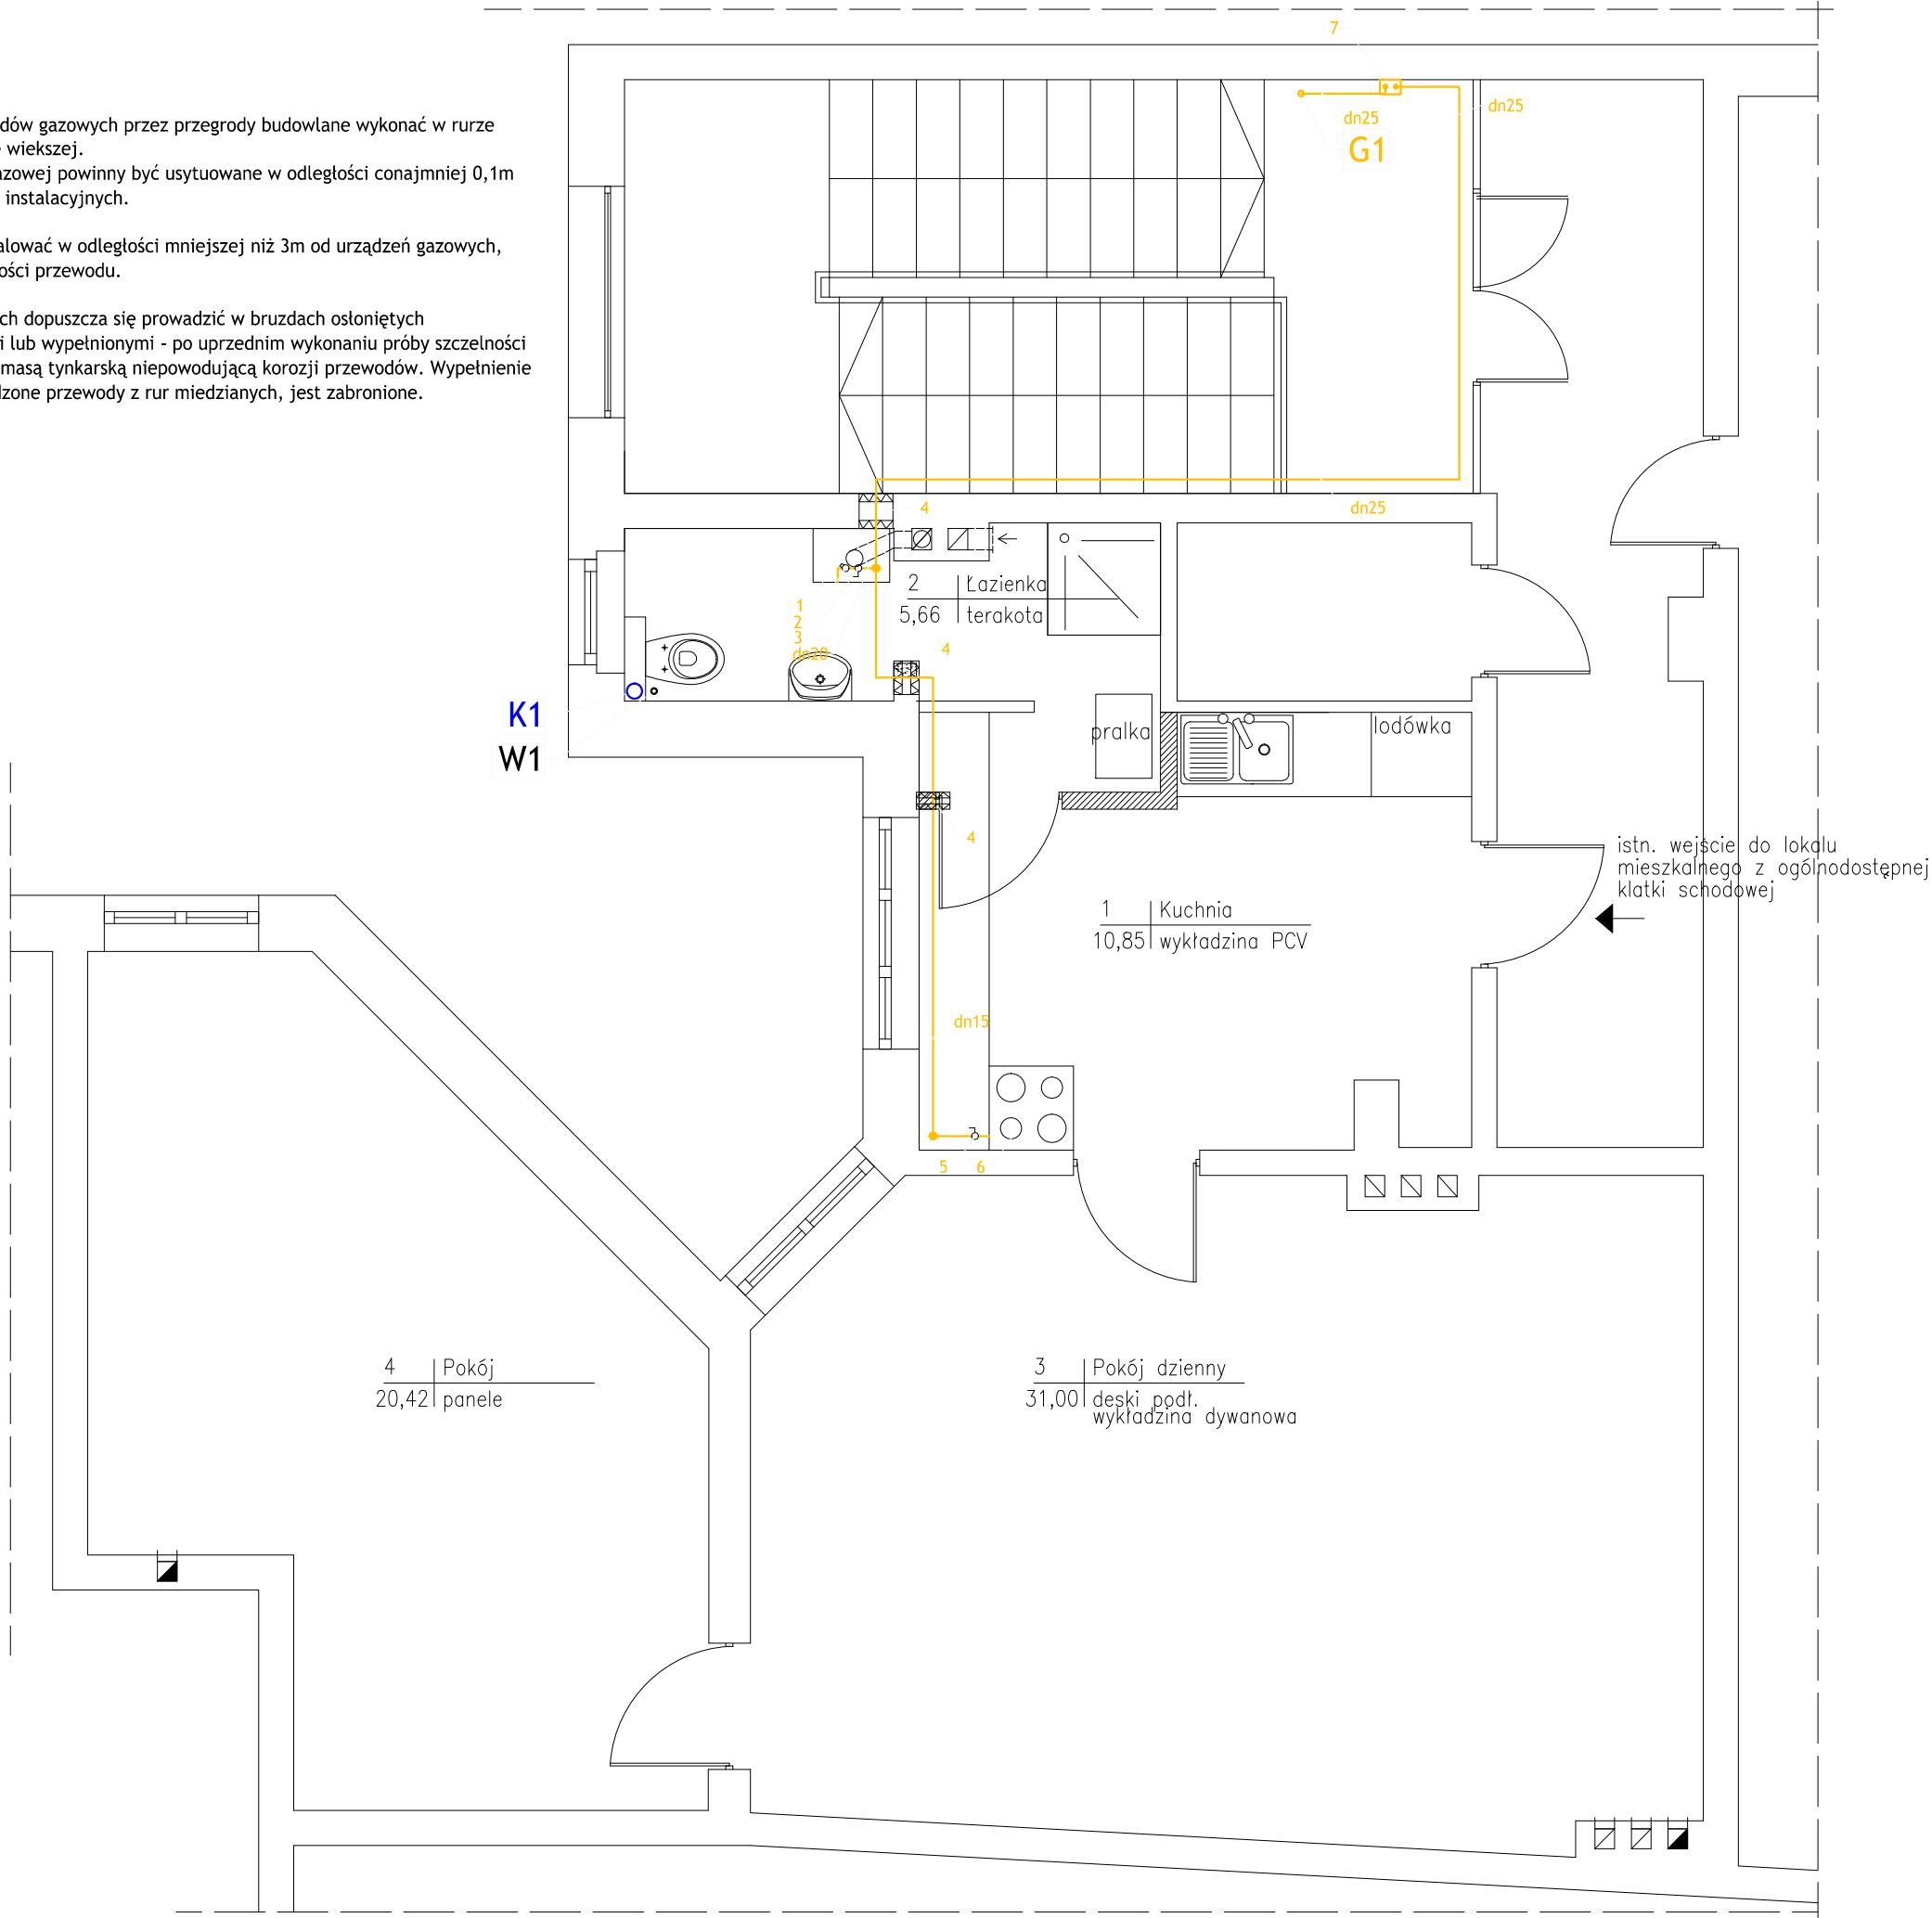 7
dn25
dn25
G1
dów gazowych przez przegrody budowlane wykonać w rurze
wiekszej.
azowej powinny być usytuowane w odległości conajmniej 0,1m
instalacyjnych.
alować w odległości mniejszej niż 3m od urządzeń gazowych,
ości przewodu.
ch dopuszcza się prowadzić w bruzdach osłoniętych
i lub wypełnionymi - po uprzednim wykonaniu próby szczelności
masą tynkarską niepowodującą korozji przewodów. Wypełnienie
dzone przewody z rur miedzianych, jest zabronione.
4
dn25
2 Łazienka
5,66 terakota
1
2
3
dn20
4
K1
W1
pralka
lodówka
4
istn. wejście do lokalu
mieszkalnego z ogólnodostępnej
klatki schodowej
1 Kuchnia
10,85 wykładzina PCV
dn15
5 6
4 Pokój
20,42 panele
3 Pokój dzienny
31,00 deski podł.
wykładzina dywanowa